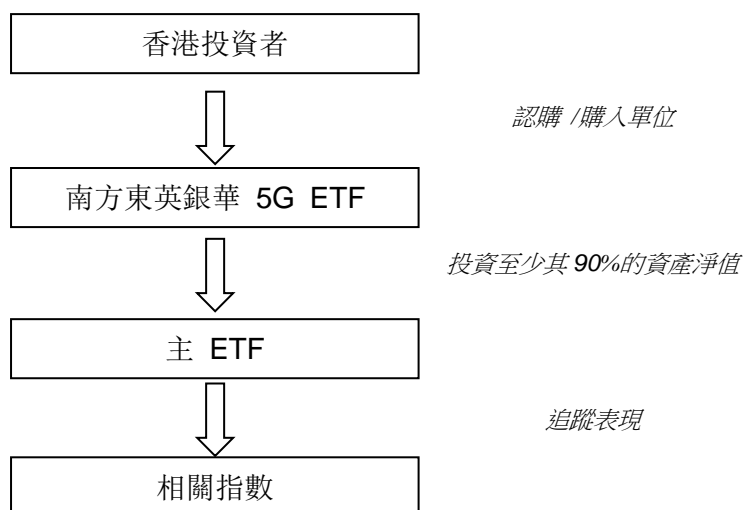 香港投資者
認購 /購入單位
南方東英銀華 5G ETF
投資至少其 90%的資產淨值
主 ETF
追蹤表現
相關指數